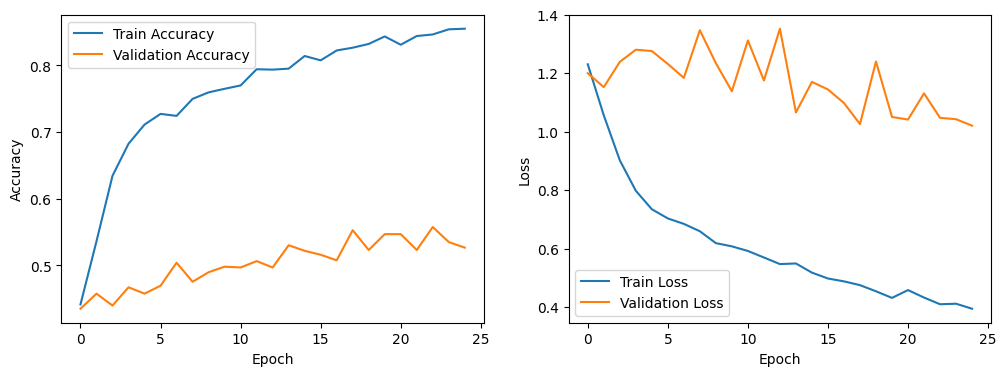 Train Accuracy
Validation Accuracy
0.8
0.7
0.6
0.5
Accuracy
0 5 10 15 20 25
Epoch
1.4
1.2
1.0
0.8
0.6
0.4
Loss
Train Loss
Validation Loss
0 5 10 15 20 25
Epoch